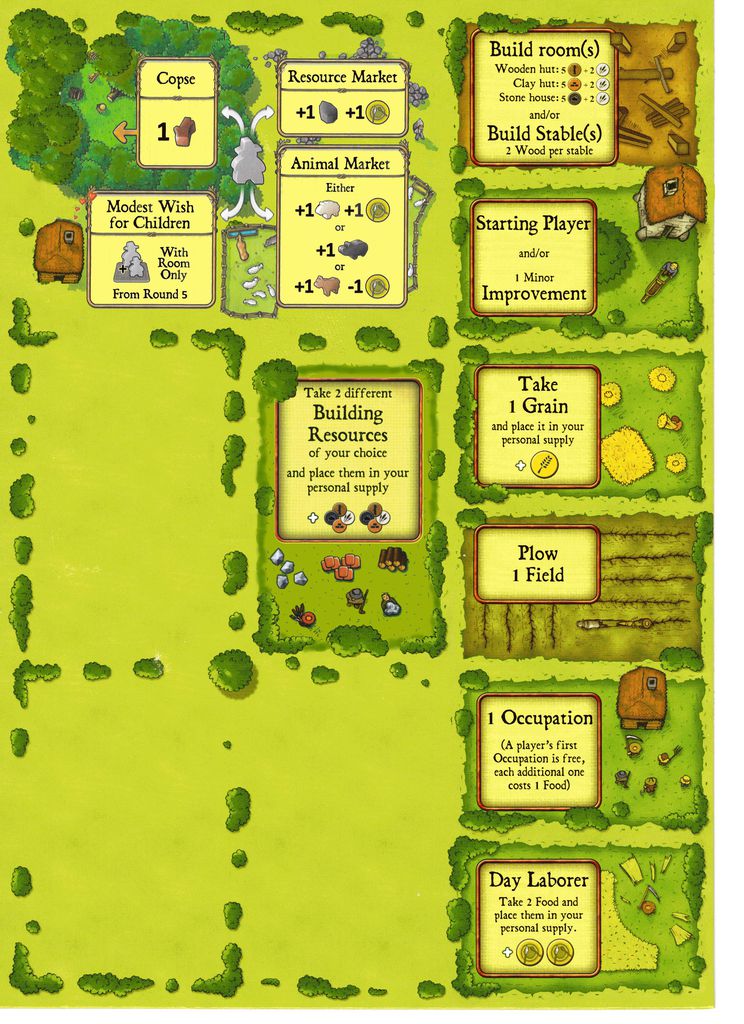 Copse
1
Modest Wish
for Children
+
With
Room
Only
From Round 5
Resource Market
+1 +1
Animal Market
Either
+1 +1
or
+1
or
+1 -1
Take 2 different
Building
Resources
of your choice
and place them in your
personal supply
+
Build room(s)
Wooden hut: 5 + 2
Clay hut: 5 + 2
Stone house: 5 + 2
and/or
Build Stable(s)
2 Wood per stable
Starting Player
and/or
1 Minor
Improvement
Take
1 Grain
and place it in your
personal supply
+
Plow
1 Field
1 Occupation
(A player's first
Occupation is free,
each additional one
costs 1 Food)
Day Laborer
Take 2 Food and
place them in your
personal supply.
+